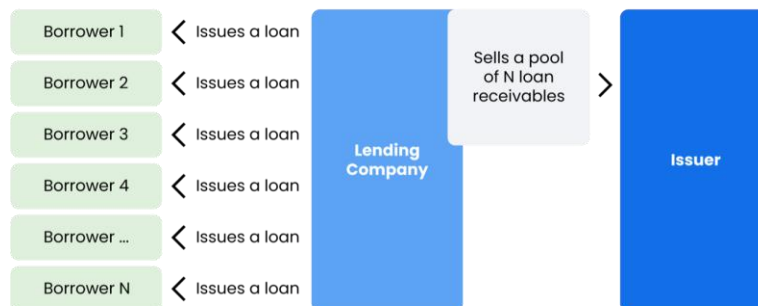 Borrower 1
Issues a loan
Borrower 2
Issues a loan
Borrower 3
Issues a loan
Borrower 4
Issues a loan
Borrower ...
Issues a loan
Borrower N
Issues a loan
Lending
Company
Sells a pool
of N loan
receivables
Issuer